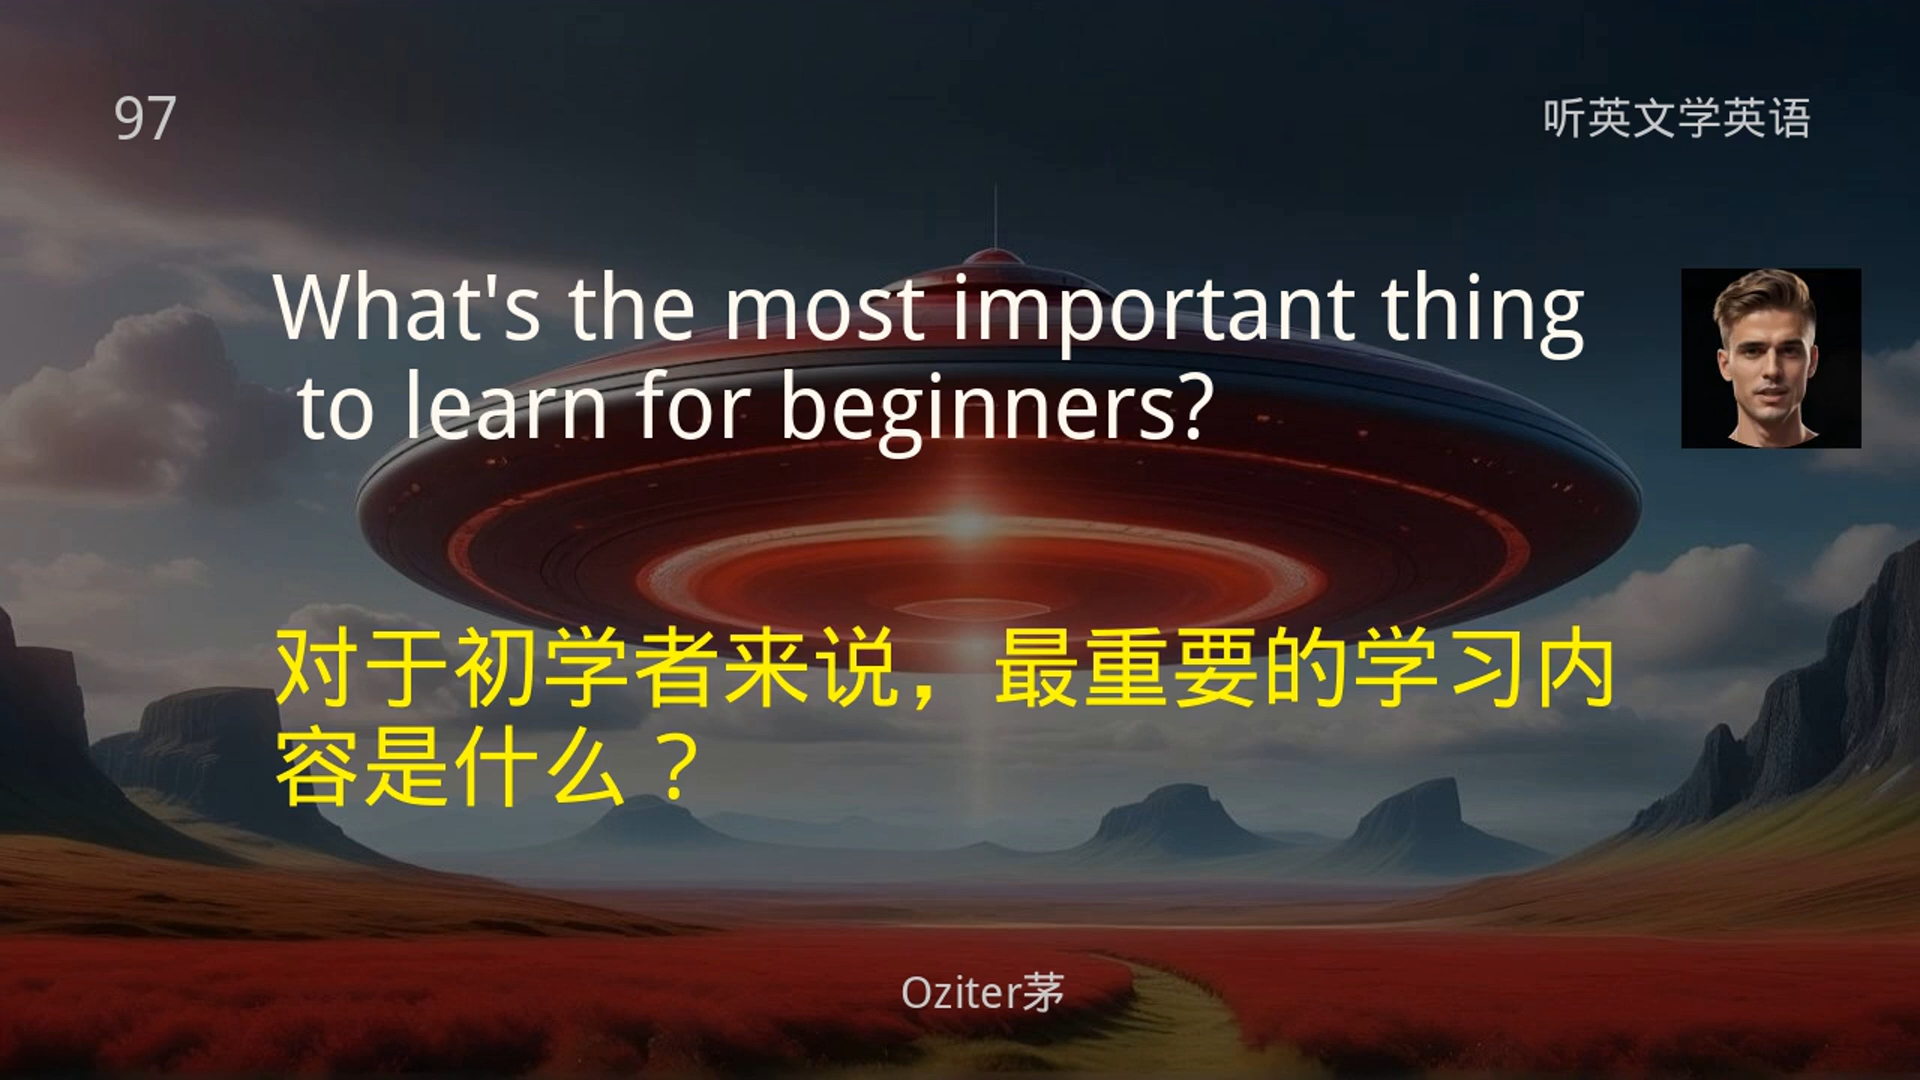 97
听英文学英语
What's the most important thing
to learn for beginners?
对于初学者来说，最重要的学习内
容是什么？
Oziter茅